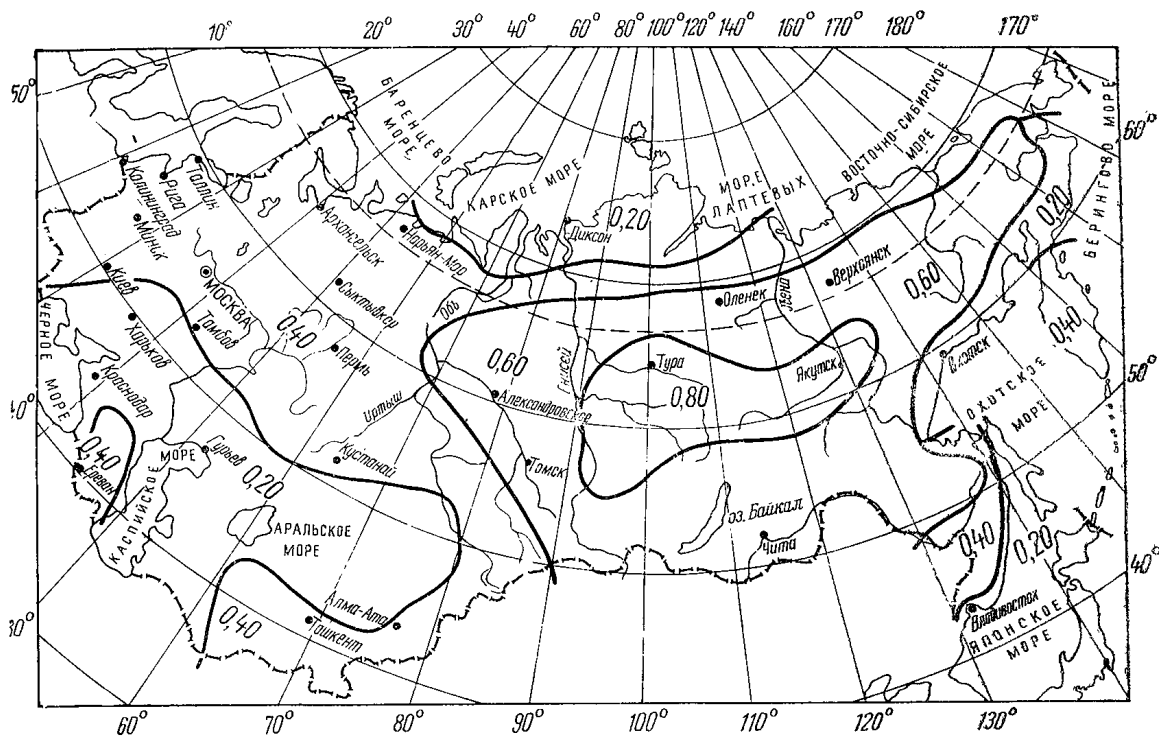 10°
20°
30°
40°
60°
80°
100°
120°
140°
160°
170°
180°
170°
50°
60°
БАРЕНЦЕВО
МОРЕ
КАРСКОЕ МОРЕ
МОРЕ
ЛАПТЕВЫХ
ВОСТОЧНО-СИБИРСКОЕ
МОРЕ
БЕРИНГОВО МОРЕ
Калининград
Рига
Таллин
Минск
Архангельск
Нарьян-Мар
Диксон
0,20
0,20
Киев
МОСКВА
Сыктывкар
Обь
Оленек
Лена
Верхоянск
0,60
ЧЕРНОЕ
МОРЕ
Харьков
Тамбов
0,40
Пермь
0,60
Енисей
Тура
Якутск
Охотск
0,40
50°
Краснодар
Иртыш
Александровское
0,80
ОХОТСКОЕ
МОРЕ
40°
0,40
Ереван
МОРЕ
КАСПИЙСКОЕ
Гурьев
0,20
Кустанай
Томск
оз. Байкал
Чита
0,40
0,20
40°
АРАЛЬСКОЕ
МОРЕ
30°
0,40
Алма-Ата
Ташкент
Владивосток
ЯПОНСКОЕ
МОРЕ
60°
70°
80°
90°
100°
110°
120°
130°